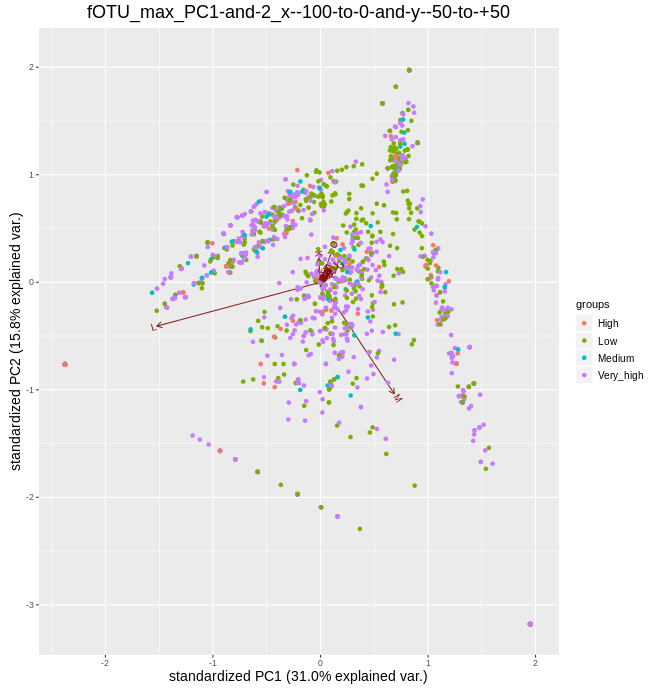 fOTU_max_PC1-and-2_x--100-to-0-and-y--50-to-+50
standardized PC2 (15.8% explained var.)
2
1
0
-1
-2
-3
L
M
groups
High
Low
Medium
Very_high
-2
-1
0
1
2
standardized PC1 (31.0% explained var.)